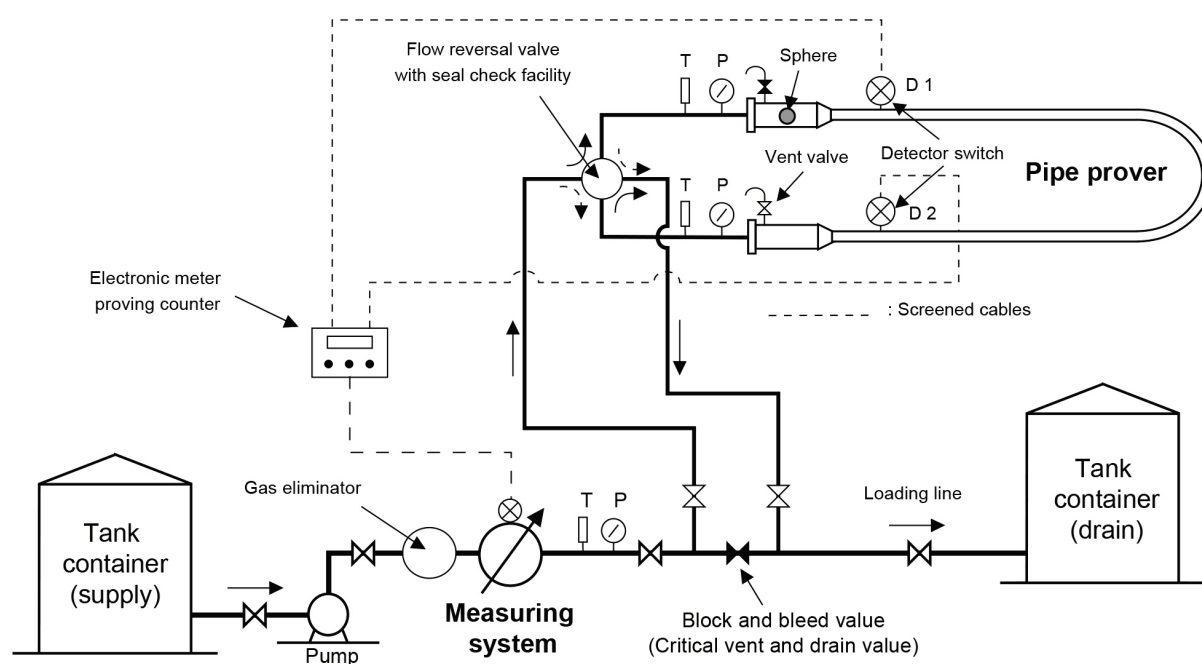 Flow reversal valve
with seal check facility
T
P
Sphere
D 1
Vent valve
Detector switch
Pipe prover
T
P
D 2
Electronic meter
proving counter
: Screened cables
Tank
container
(supply)
Gas eliminator
T
P
Loading line
Tank
container
(drain)
Measuring
system
Block and bleed value
(Critical vent and drain value)
Pump